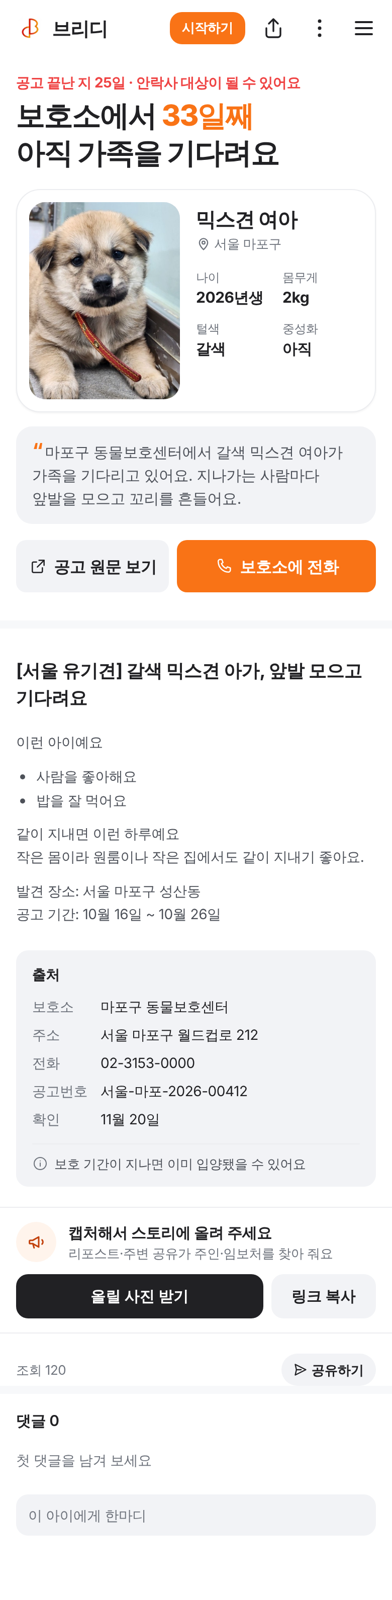 브리디
시작하기
공고 끝난 지 25일 · 안락사 대상이 될 수 있어요
보호소에서 33일째
아직 가족을 기다려요
믹스견 여아
서울 마포구
나이 몸무게
2026년생 2kg
털색 중성화
갈색 아직
“마포구 동물보호센터에서 갈색 믹스견 여아가
가족을 기다리고 있어요. 지나가는 사람마다
앞발을 모으고 꼬리를 흔들어요.
공고 원문 보기 보호소에 전화
[서울 유기견] 갈색 믹스견 아가, 앞발 모으고
기다려요
이런 아이예요
• 사람을 좋아해요
• 밥을 잘 먹어요
같이 지내면 이런 하루예요
작은 몸이라 원룸이나 작은 집에서도 같이 지내기 좋아요.
발견 장소: 서울 마포구 성산동
공고 기간: 10월 16일 ~ 10월 26일
출처
보호소 마포구 동물보호센터
주소 서울 마포구 월드컵로 212
전화 02-3153-0000
공고번호 서울-마포-2026-00412
확인 11월 20일
보호 기간이 지나면 이미 입양됐을 수 있어요
캡처해서 스토리에 올려 주세요
리포스트·주변 공유가 주인·임보처를 찾아 줘요
올릴 사진 받기 링크 복사
조회 120 공유하기
댓글 0
첫 댓글을 남겨 보세요
이 아이에게 한마디